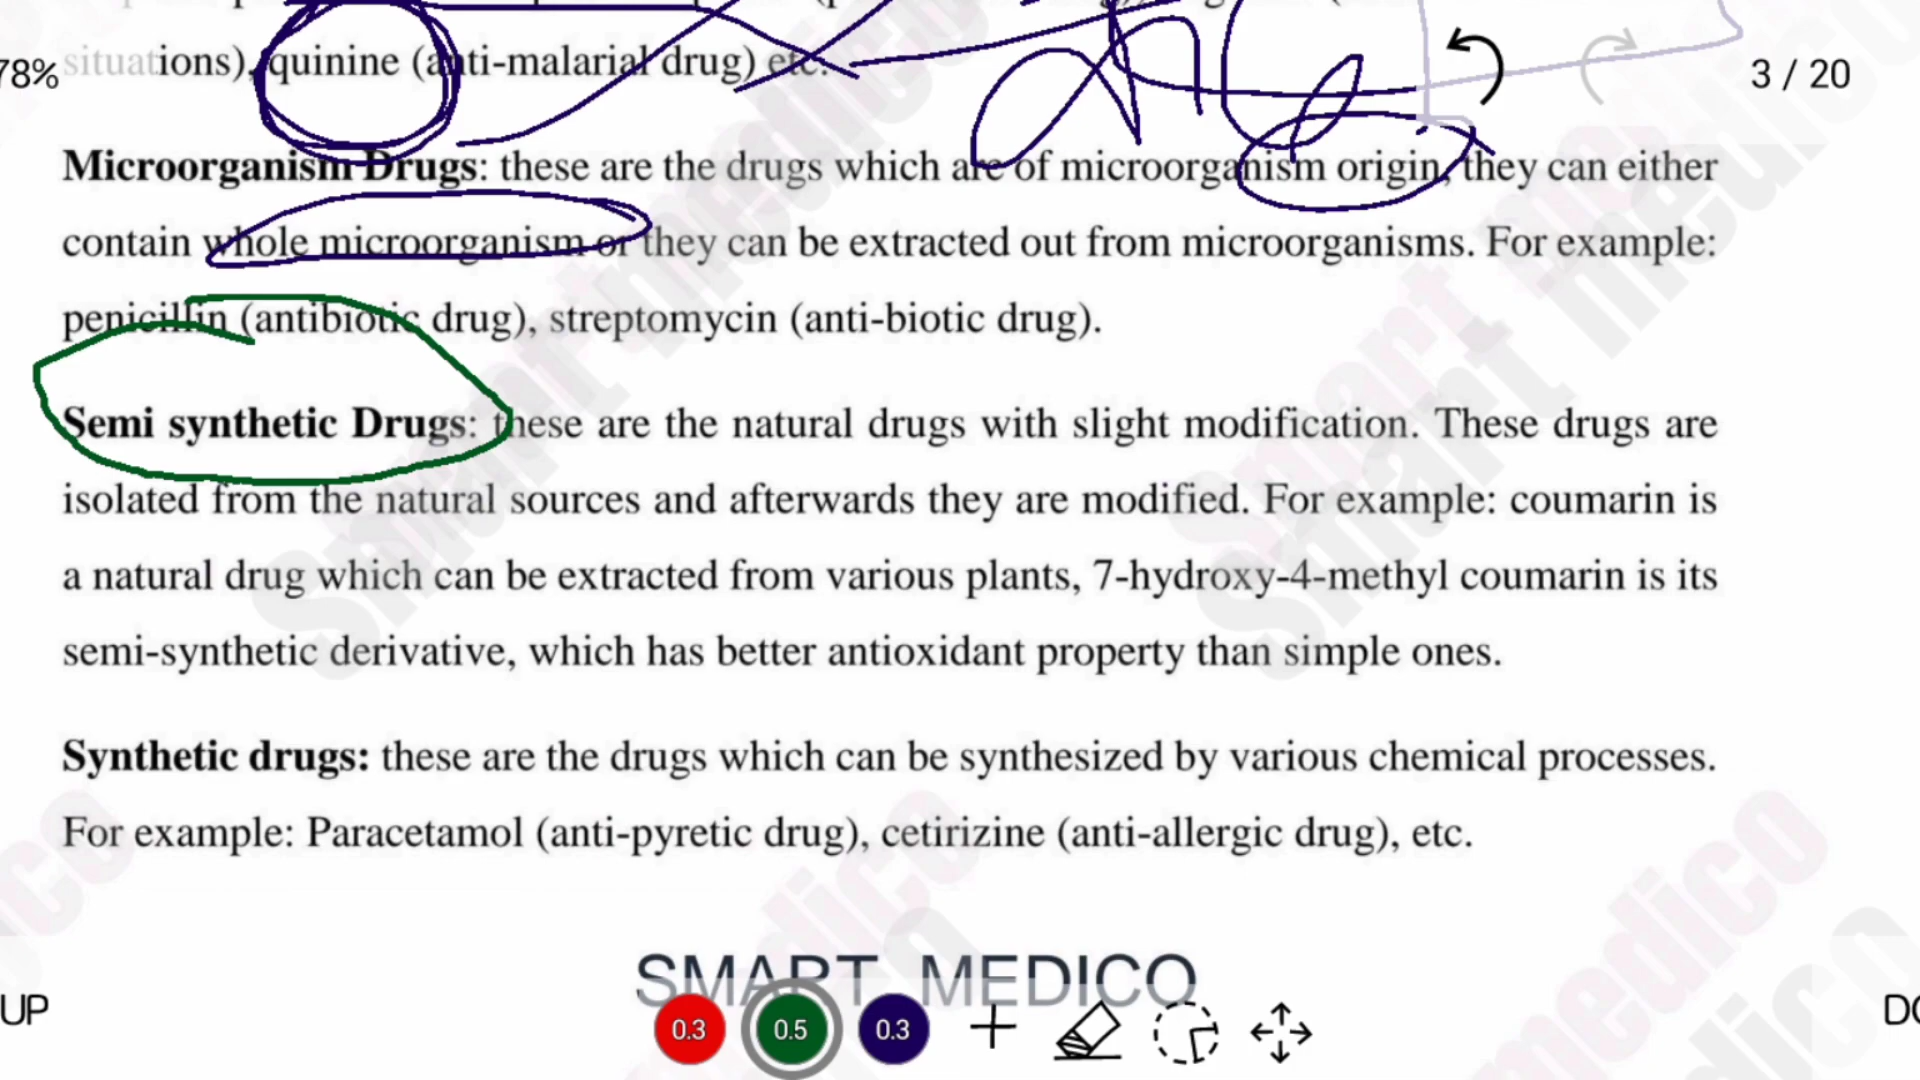 situations), quinine (anti-malarial drug) etc.
78%
3 / 20
Microorganism Drugs: these are the drugs which are of microorganism origin, they can either
contain whole microorganism or they can be extracted out from microorganisms. For example:
penicillin (antibiotic drug), streptomycin (anti-biotic drug).
Semi synthetic Drugs: these are the natural drugs with slight modification. These drugs are
isolated from the natural sources and afterwards they are modified. For example: coumarin is
a natural drug which can be extracted from various plants, 7-hydroxy-4-methyl coumarin is its
semi-synthetic derivative, which has better antioxidant property than simple ones.
Synthetic drugs: these are the drugs which can be synthesized by various chemical processes.
For example: Paracetamol (anti-pyretic drug), cetirizine (anti-allergic drug), etc.
SMART MEDICO
UP
0.3 0.5 0.3